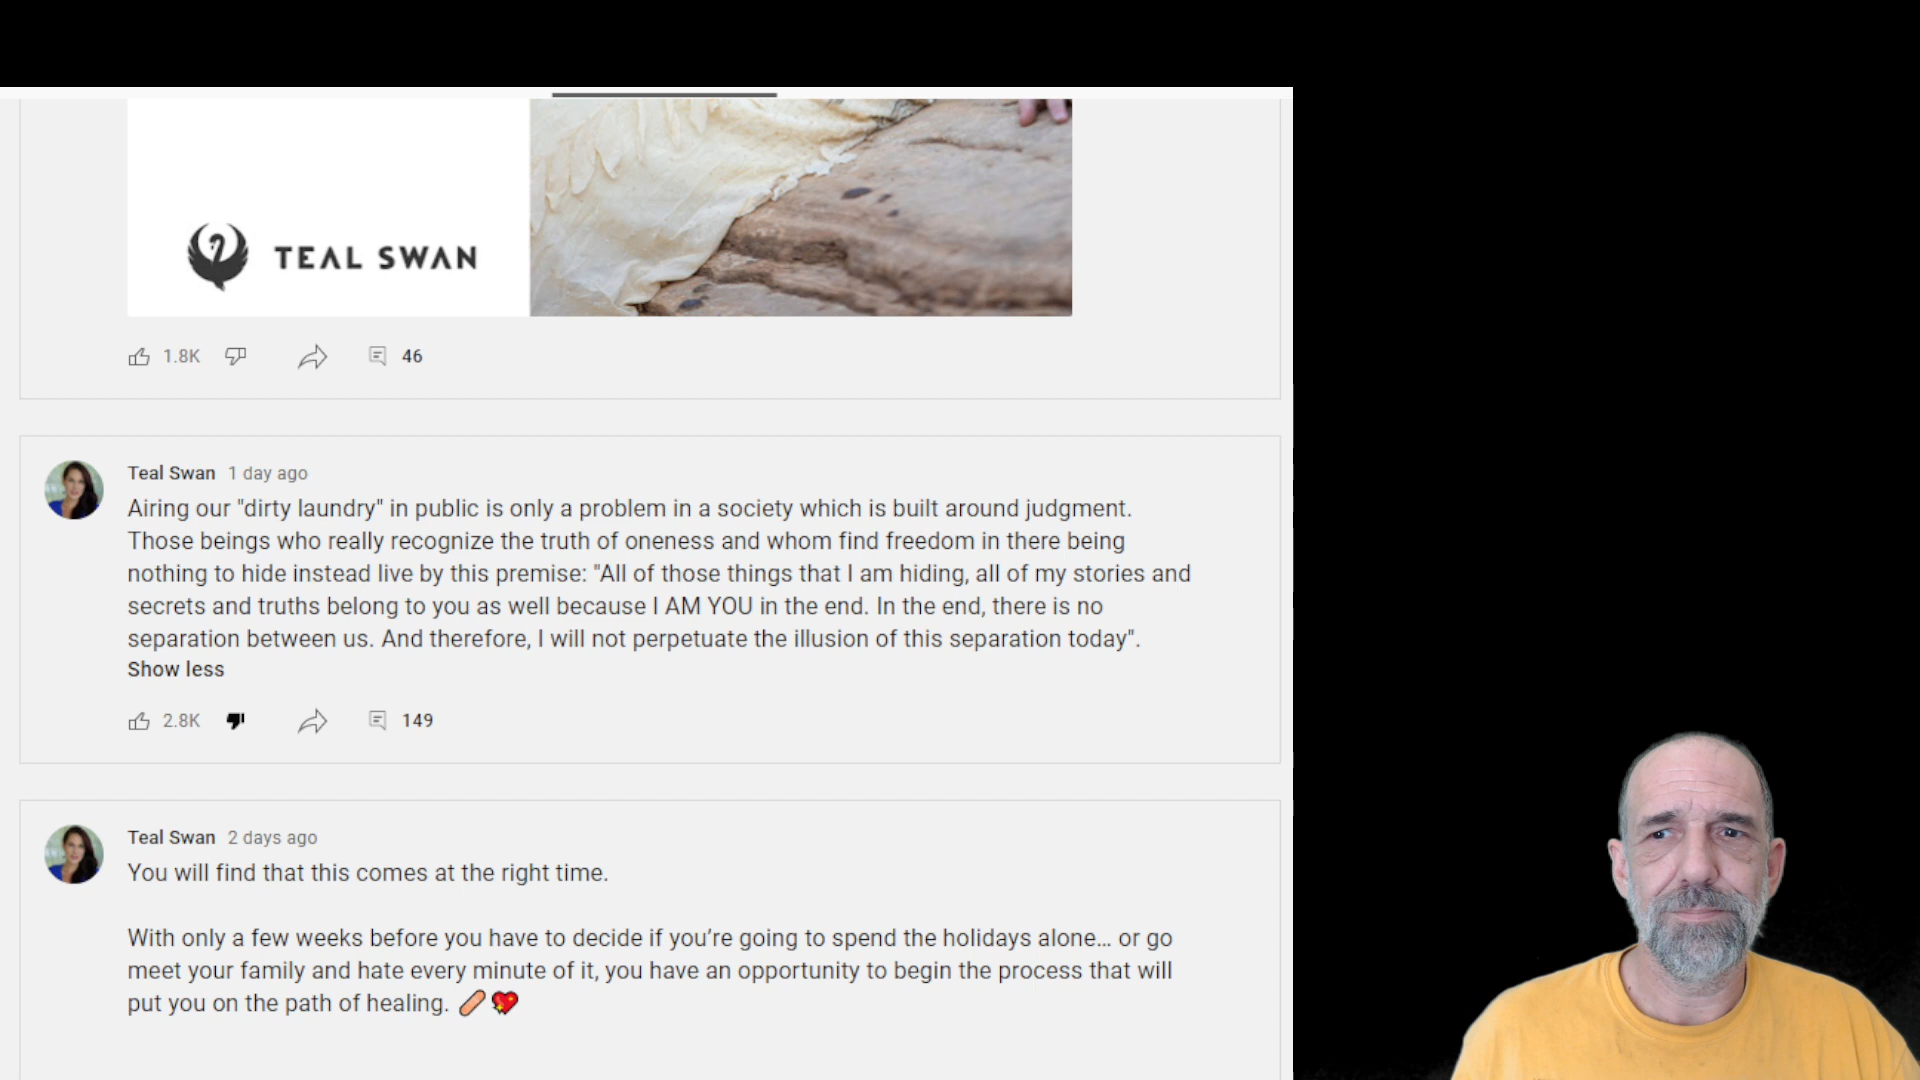 TEAL SWAN
1.8K 46
Teal Swan 1 day ago
Airing our "dirty laundry" in public is only a problem in a society which is built around judgment.
Those beings who really recognize the truth of oneness and whom find freedom in there being
nothing to hide instead live by this premise: "All of those things that I am hiding, all of my stories and
secrets and truths belong to you as well because I AM YOU in the end. In the end, there is no
separation between us. And therefore, I will not perpetuate the illusion of this separation today".
Show less
2.8K 149
Teal Swan 2 days ago
You will find that this comes at the right time.
With only a few weeks before you have to decide if you’re going to spend the holidays alone… or go
meet your family and hate every minute of it, you have an opportunity to begin the process that will
put you on the path of healing. 🩹💖